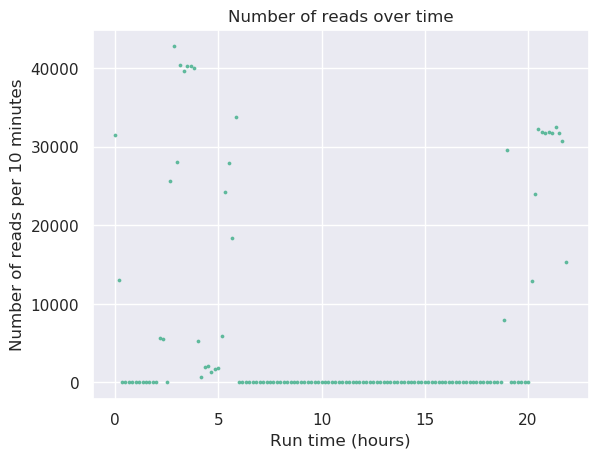 Number of reads over time
Number of reads per 10 minutes
40000
30000
20000
10000
0
0 5 10 15 20
Run time (hours)